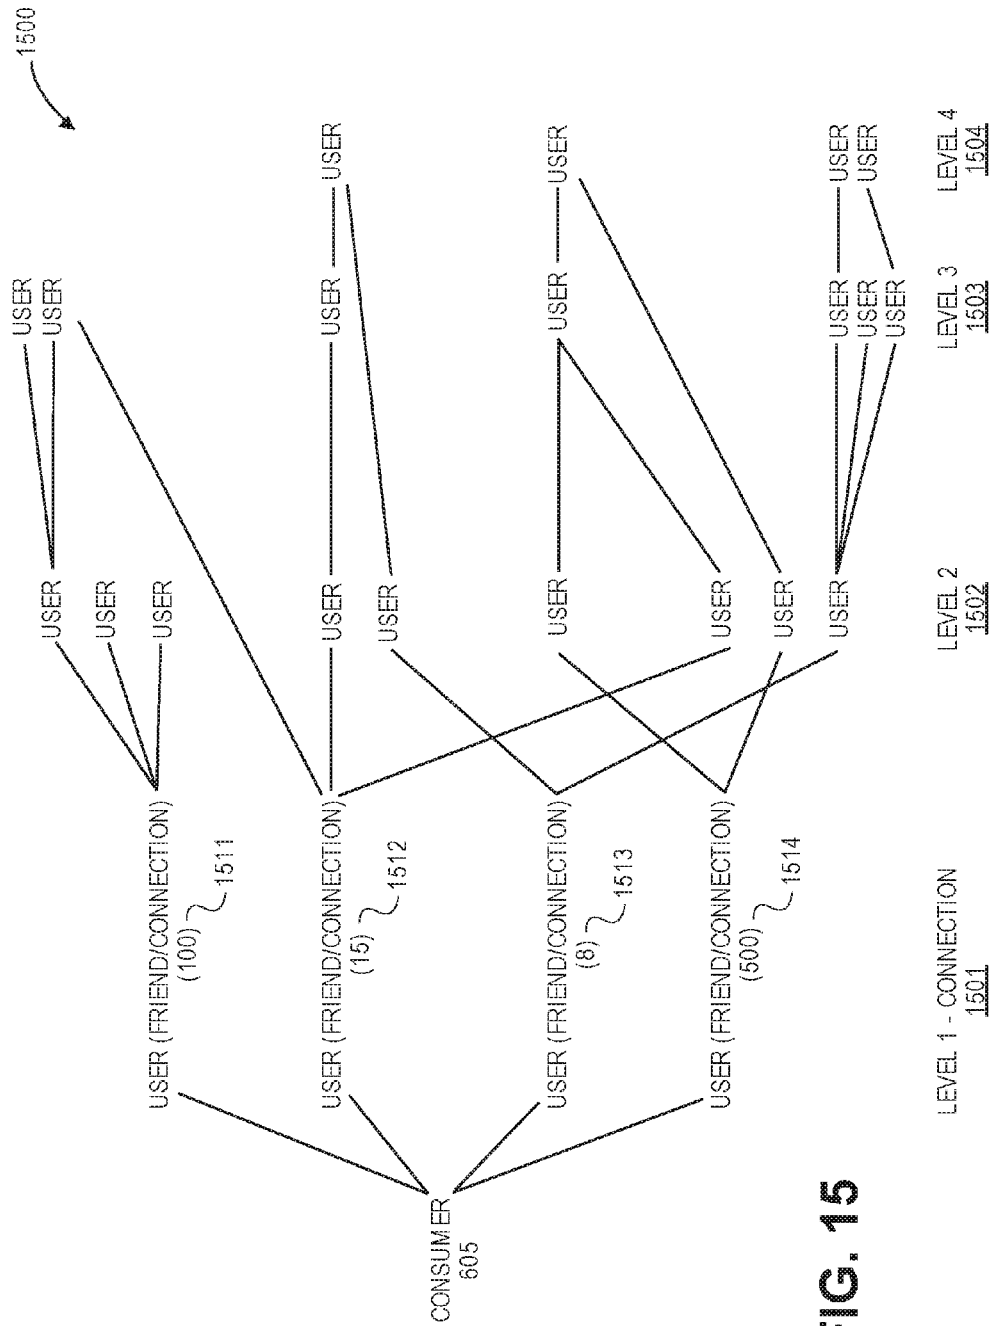 1500
USER
USER
USER
USER
USER (FRIEND/CONNECTION)
USER
(100)
1511
USER (FRIEND/CONNECTION)
USER
USER
USER
(15)
1512
USER
CONSUMER
605
USER (FRIEND/CONNECTION)
USER
USER
USER
(8)
1513
USER (FRIEND/CONNECTION)
USER
(500)
1514
USER
USER
USER
USER
USER
USER
USER
FIG. 15
LEVEL 1 - CONNECTION
1501
LEVEL 2
1502
LEVEL 3
1503
LEVEL 4
1504